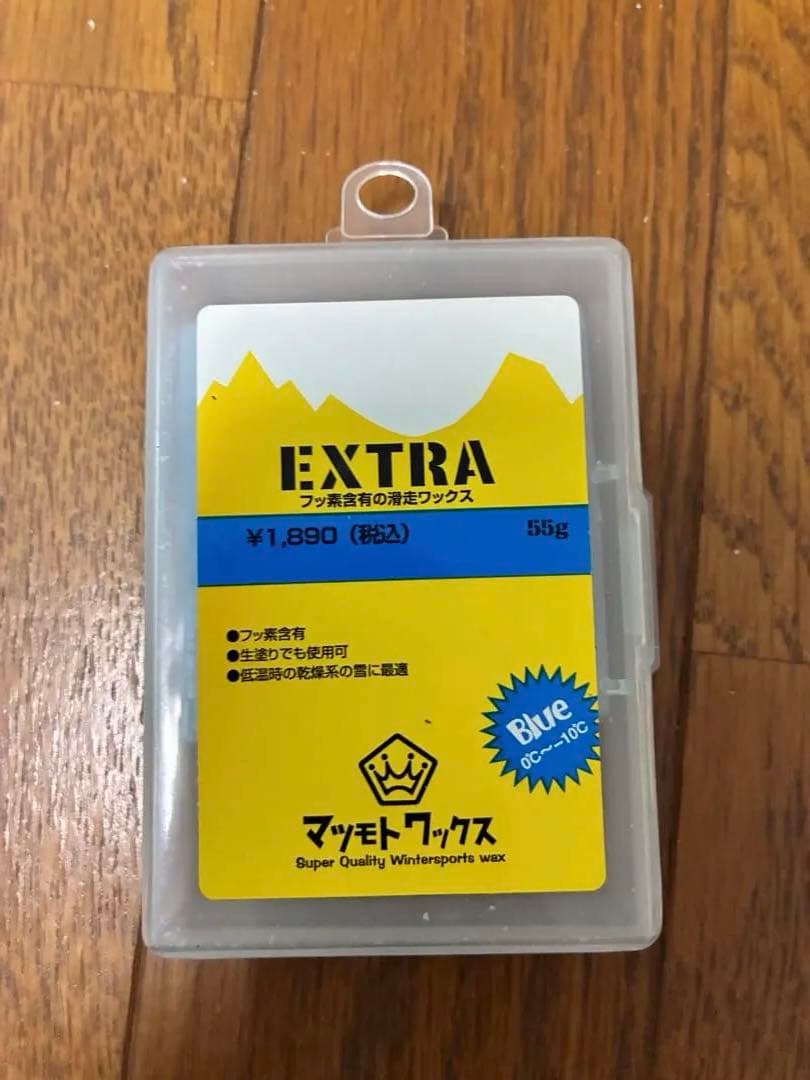 EXTRA
フッ素含有の滑走ワックス
¥1,890（税込）
55g
●フッ素含有
●生塗りでも使用可
●低温時の乾燥系の雪に最適
Blue
0℃～-10℃
マツモトワックス
Super Quality Wintersports wax